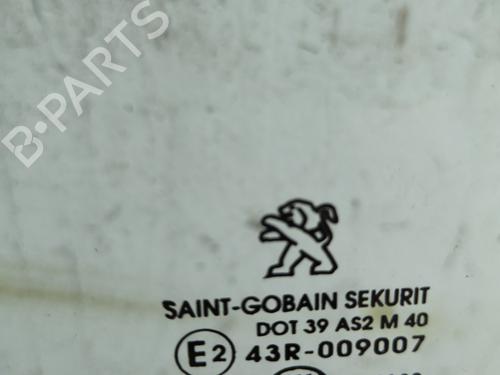 B-PARTS
SAINT-GOBAIN SEKURIT
DOT 39 AS2 M 40
E2 43R-009007